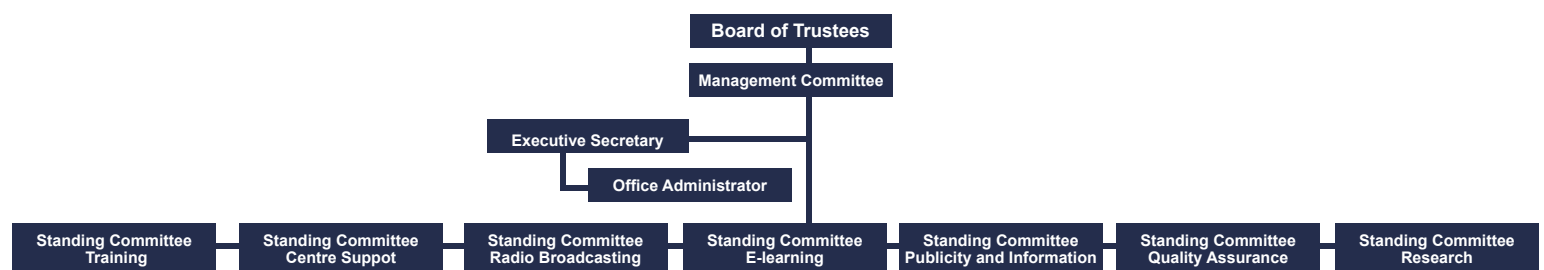 Board of Trustees
Management Committee
Executive Secretary
Office Administrator
Standing Committee
Training
Standing Committee
Centre Suppot
Standing Committee
Radio Broadcasting
Standing Committee
E-learning
Standing Committee
Publicity and Information
Standing Committee
Quality Assurance
Standing Committee
Research